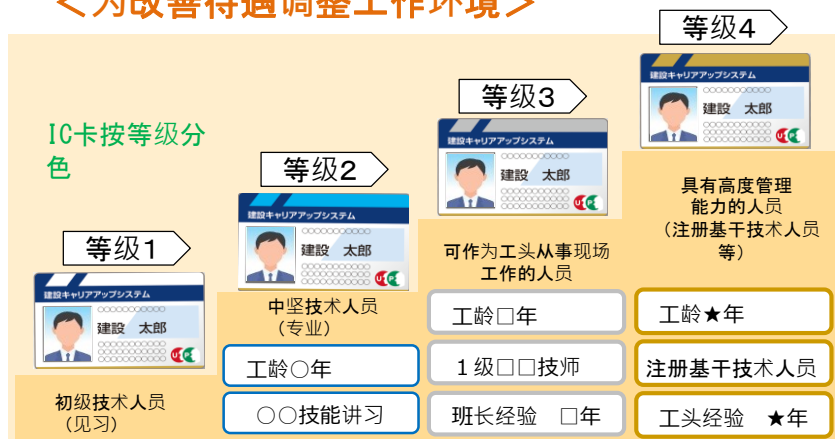 ＜为改善待遇调整工作环境＞
IC卡按等级分
色
等级1
建設キャリアアップシステム
○○○○○○○○○○
建設　太郎
初级技术人员
（见习）
等级2
建設キャリアアップシステム
○○○○○○○○○○
建設　太郎
中坚技术人员
（专业）
工龄○年
○○技能讲习
等级3
建設キャリアアップシステム
○○○○○○○○○○
建設　太郎
可作为工头从事现场
工作的人员
工龄□年
１级□□技师
班长经验　□年
等级4
建設キャリアアップシステム
○○○○○○○○○○
建設　太郎
具有高度管理
能力的人员
（注册基干技术人员
等）
工龄★年
注册基干技术人员
工头经验　★年